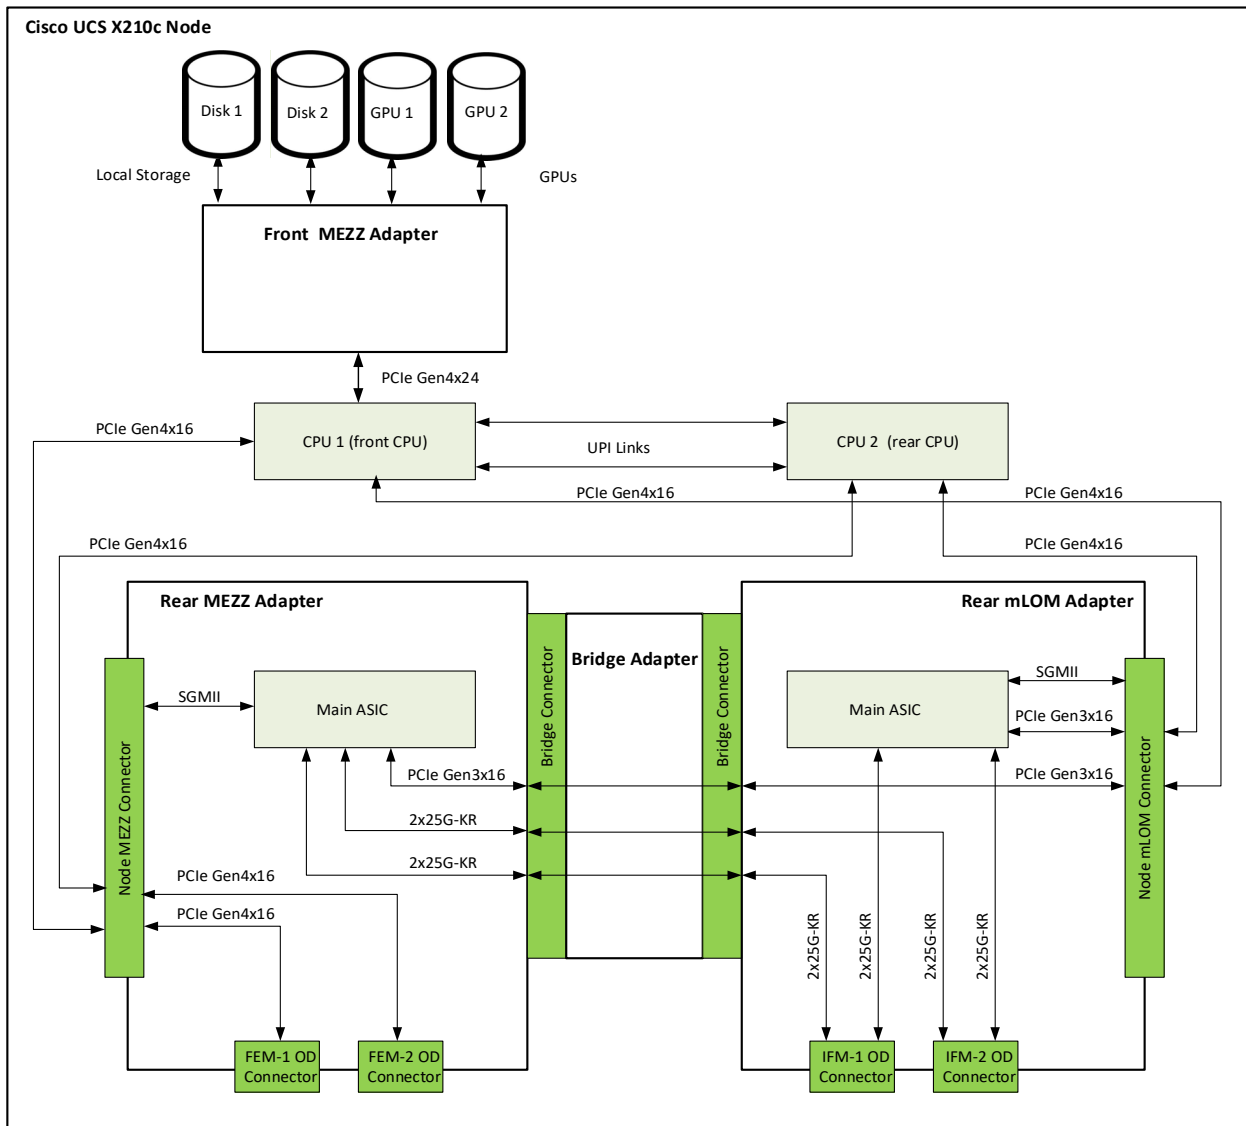 Cisco UCS X210c Node
Disk 1
Disk 2
GPU 1
GPU 2
Local Storage
GPUs
Front  MEZZ Adapter
PCIe Gen4x24
PCIe Gen4x16
CPU 1 (front CPU)
UPI Links
CPU 2  (rear CPU)
PCIe Gen4x16
PCIe Gen4x16
PCIe Gen4x16
PCIe Gen4x16
Rear MEZZ Adapter
Rear mLOM Adapter
Bridge Adapter
Bridge Connector
Bridge Connector
SGMII
Main ASIC
Main ASIC
SGMII
PCIe Gen3x16
PCIe Gen3x16
PCIe Gen3x16
Node MEZZ Connector
Node mLOM Connector
2x25G-KR
2x25G-KR
PCIe Gen4x16
PCIe Gen4x16
2x25G-KR
2x25G-KR
2x25G-KR
2x25G-KR
FEM-1 OD
Connector
FEM-2 OD
Connector
IFM-1 OD
Connector
IFM-2 OD
Connector